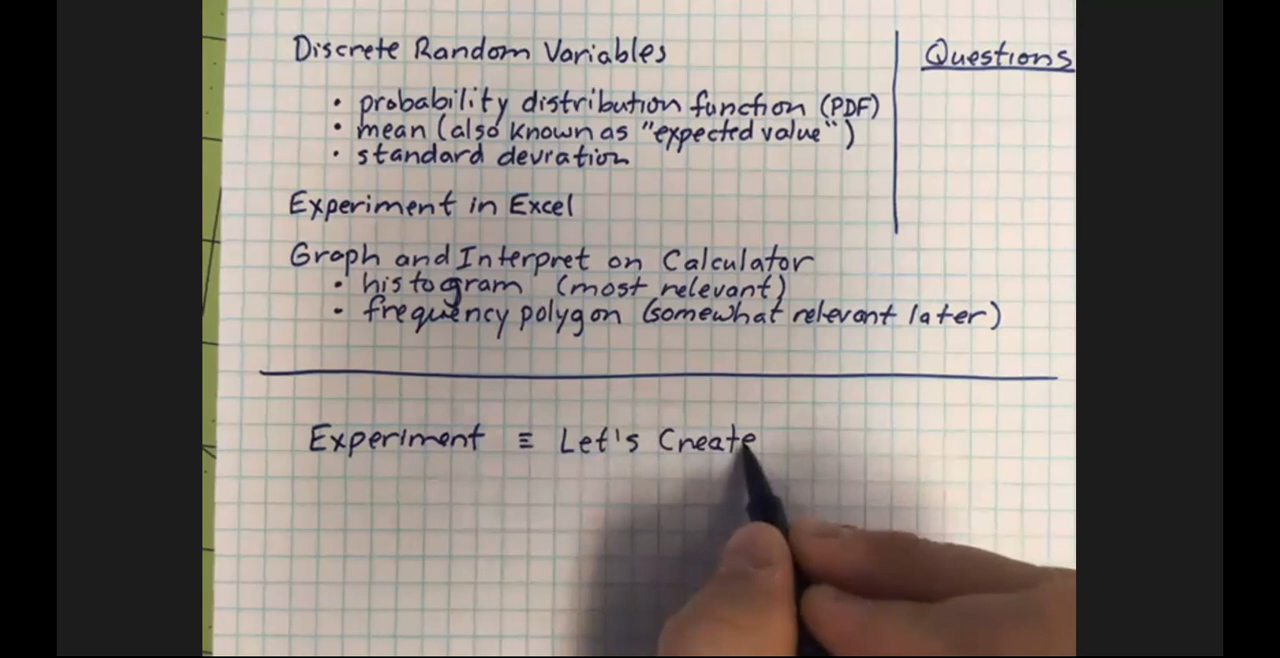 Discrete Random Variables
• probability distribution function (PDF)
• mean (also known as "expected value")
• standard devration
Experiment in Excel
Graph and Interpret on Calculator
• histogram (most relevant)
• frequency polygon (somewhat relevant later)
Questions
Experiment ≡ Let's Create